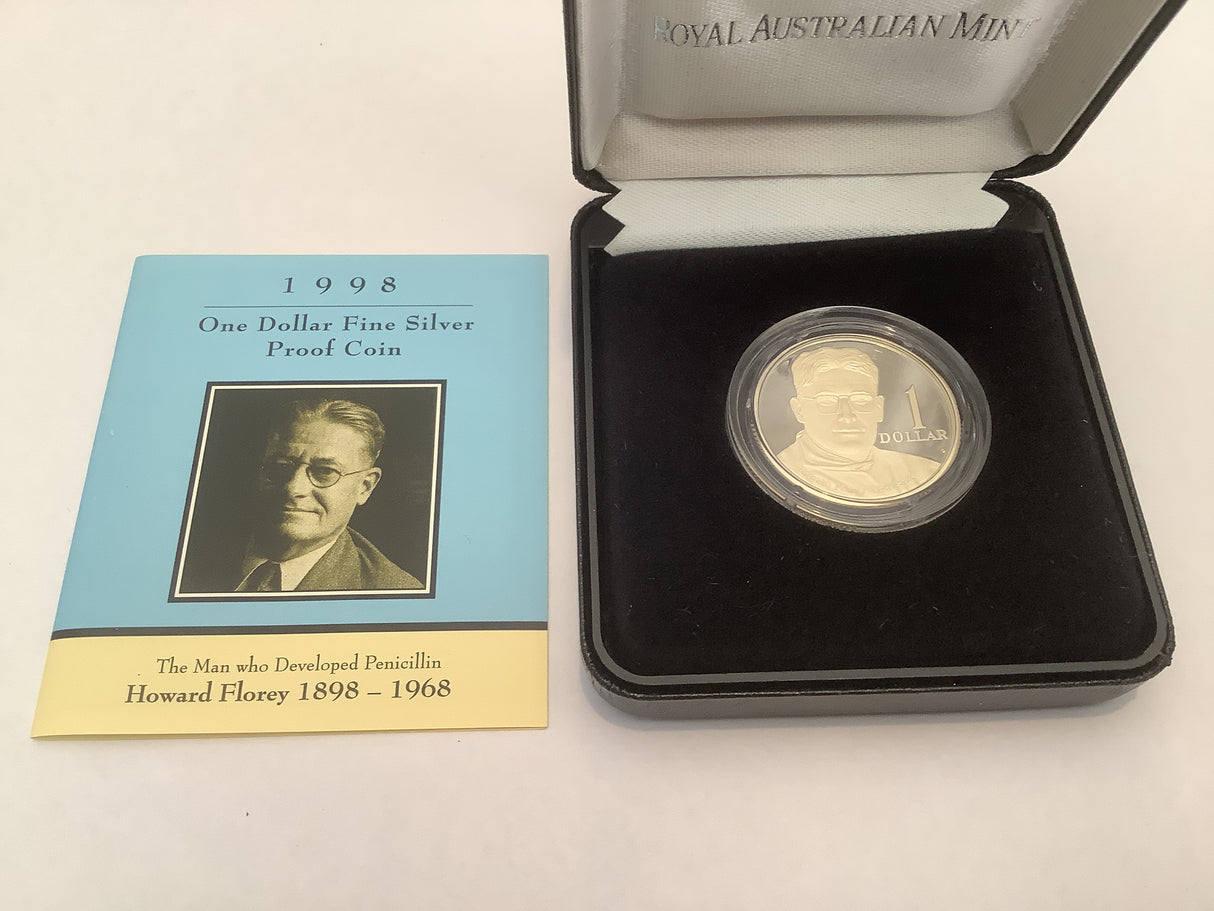 ROYAL AUSTRALIAN MINT
1998
One Dollar Fine Silver
Proof Coin
1
DOLLAR
The Man who Developed Penicillin
Howard Florey 1898 – 1968